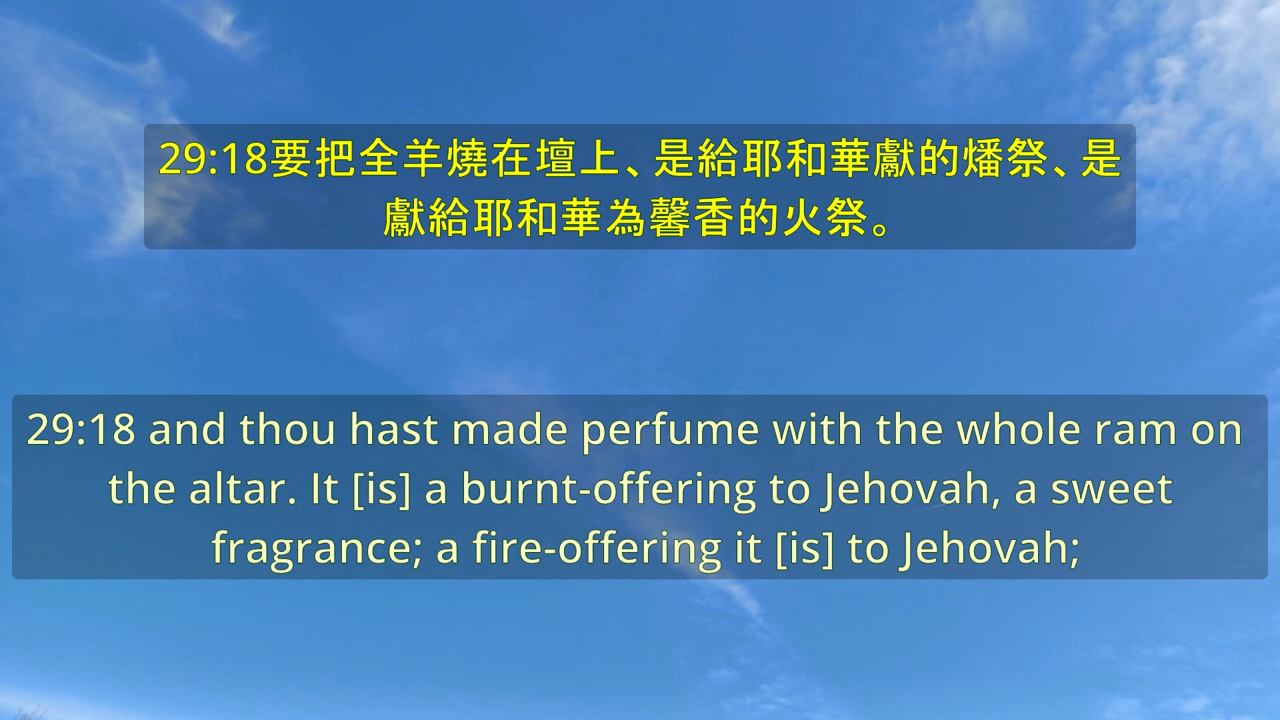 29:18要把全羊燒在壇上、是給耶和華獻的燔祭、是
獻給耶和華為馨香的火祭。
29:18 and thou hast made perfume with the whole ram on
the altar. It [is] a burnt-offering to Jehovah, a sweet
fragrance; a fire-offering it [is] to Jehovah;